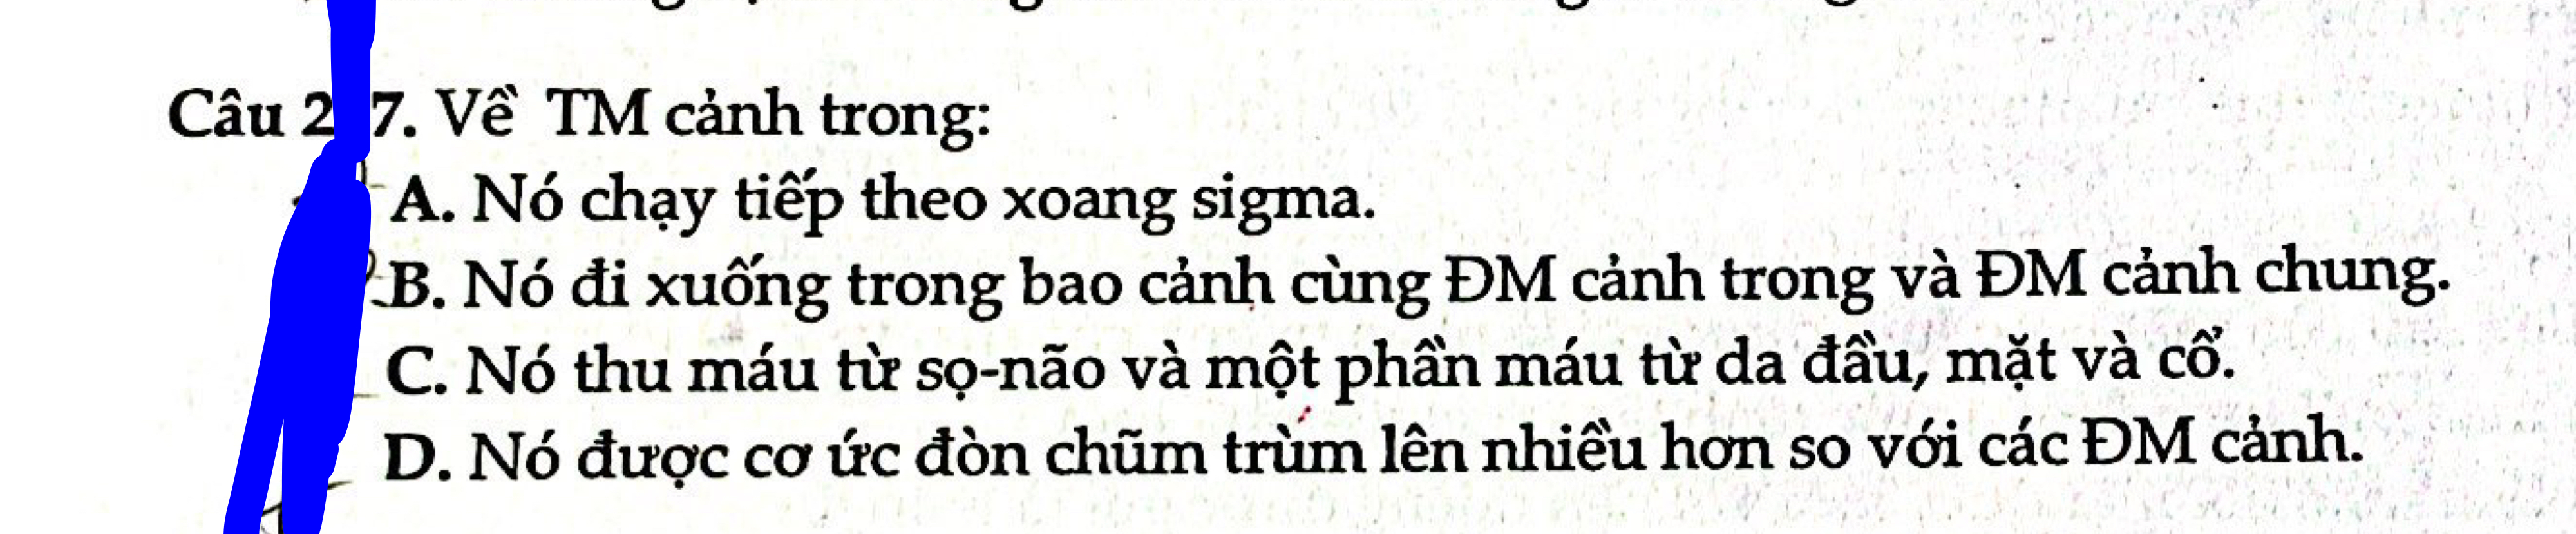 Câu 2 7. Về TM cảnh trong:
A. Nó chạy tiếp theo xoang sigma.
B. Nó đi xuống trong bao cảnh cùng ĐM cảnh trong và ĐM cảnh chung.
C. Nó thu máu từ sọ-não và một phần máu từ da đầu, mặt và cổ.
D. Nó được cơ ức đòn chũm trùm lên nhiều hơn so với các ĐM cảnh.